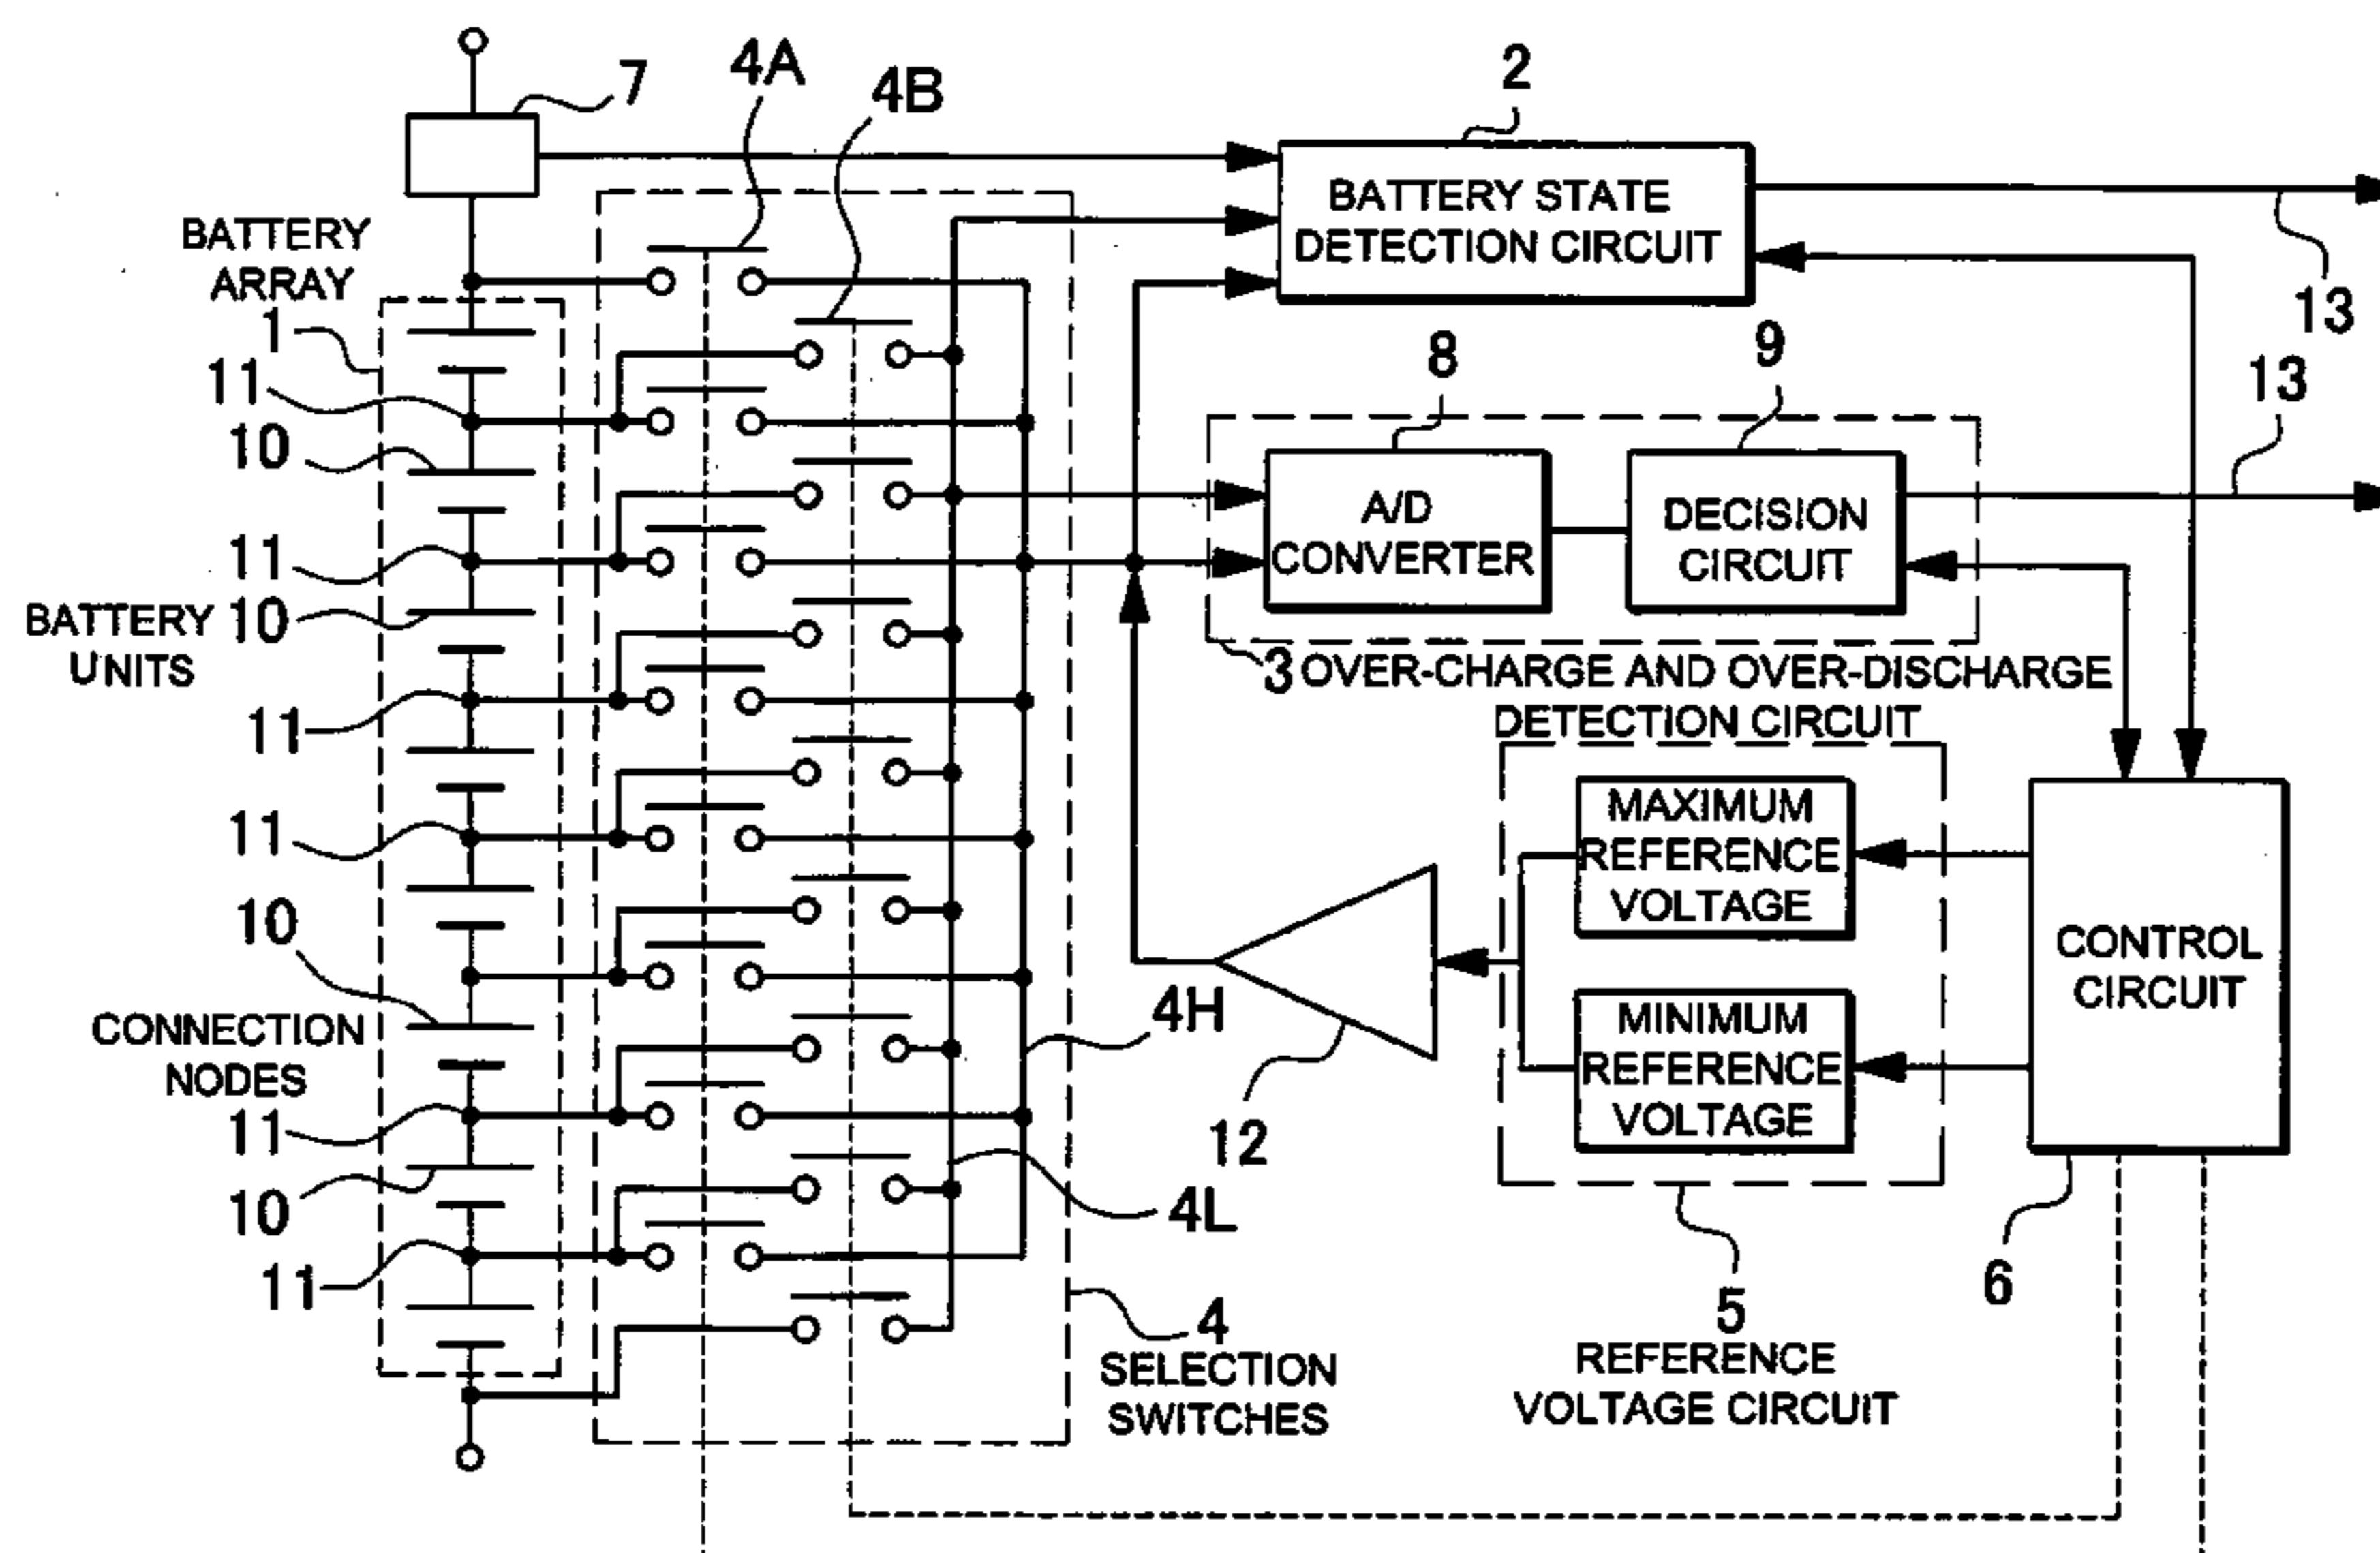 2
7
4A
4B
BATTERY STATE
DETECTION CIRCUIT
13
BATTERY
ARRAY
1
11
10
8
9
13
A/D
CONVERTER
DECISION
CIRCUIT
11
BATTERY
UNITS
10
3 OVER-CHARGE AND OVER-DISCHARGE
DETECTION CIRCUIT
11
11
MAXIMUM
REFERENCE
VOLTAGE
10
CONTROL
CIRCUIT
4H
CONNECTION
NODES
MINIMUM
REFERENCE
VOLTAGE
11
12
10
4L
11
6
5
REFERENCE
VOLTAGE CIRCUIT
4
SELECTION
SWITCHES